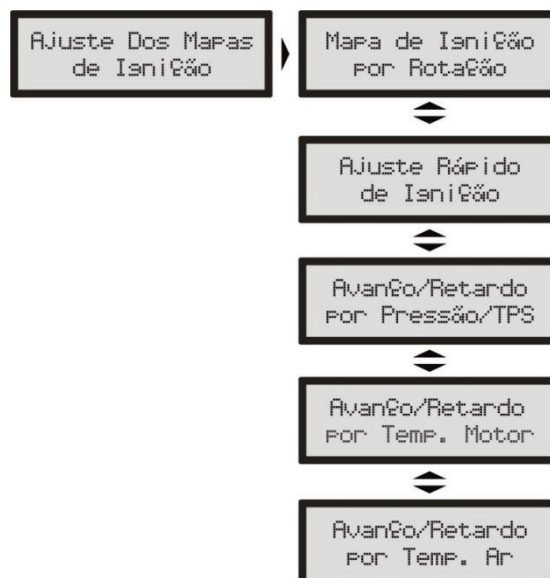 Ajuste Dos Mapas
de Ignição
Mapa de Ignição
por Rotação
Ajuste Rápido
de Ignição
Avanço/Retardo
por Pressão/TPS
Avanço/Retardo
por Temp. Motor
Avanço/Retardo
por Temp. Ar